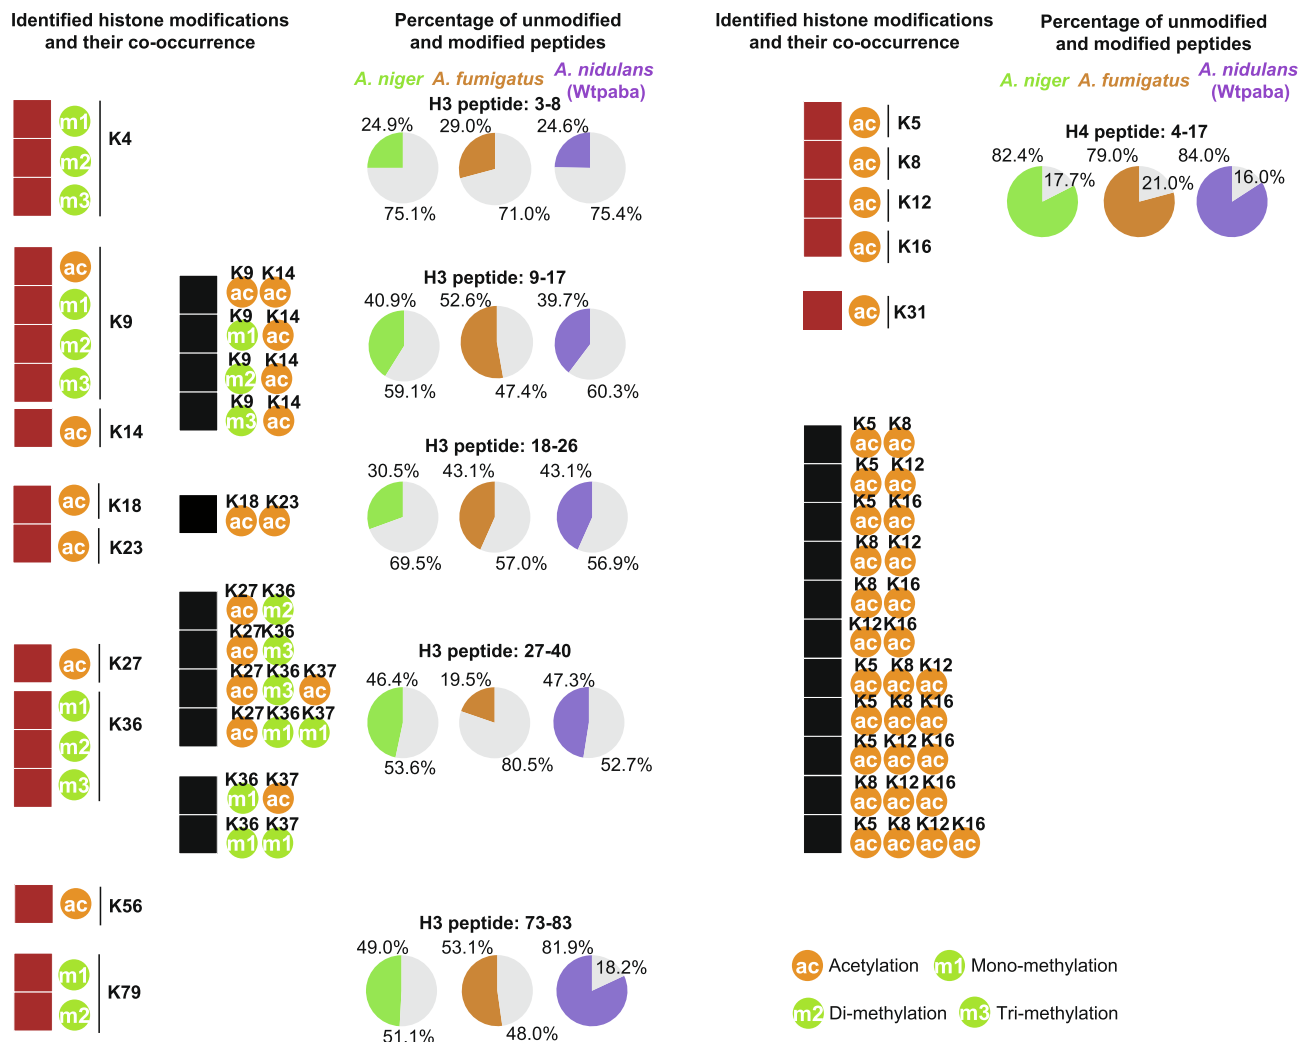 Identified histone modifications
and their co-occurrence
Percentage of unmodified
and modified peptides
A. niger A. fumigatus A. nidulans
(Wtpaba)
m1
m2
m3
K4
H3 peptide: 3-8
24.9% 29.0% 24.6%
75.1% 71.0% 75.4%
ac
m1
m2
m3
K9
ac
K14
K9 K14
ac ac
K9 K14
m1 ac
K9 K14
m2 ac
K9 K14
m3 ac
H3 peptide: 9-17
40.9% 52.6% 39.7%
59.1% 47.4% 60.3%
ac
K18
ac
K23
K18 K23
ac ac
H3 peptide: 18-26
30.5% 43.1% 43.1%
69.5% 57.0% 56.9%
ac
K27
m1
m2
m3
K36
K27 K36
ac m2
K27 K36
ac m3
K27 K36 K37
ac m3 ac
K27 K36 K37
ac m1 m1
K36 K37
m1 ac
K36 K37
m1 m1
H3 peptide: 27-40
46.4% 19.5% 47.3%
53.6% 80.5% 52.7%
ac
K56
m1
m2
K79
H3 peptide: 73-83
49.0% 53.1% 81.9%
18.2%
51.1% 48.0%
Identified histone modifications
and their co-occurrence
Percentage of unmodified
and modified peptides
A. niger A. fumigatus A. nidulans
(Wtpaba)
ac K5
ac K8
ac K12
ac K16
ac K31
H4 peptide: 4-17
82.4% 79.0% 84.0%
17.7% 21.0% 16.0%
K5 K8
ac ac
K5 K12
ac ac
K5 K16
ac ac
K8 K12
ac ac
K8 K16
ac ac
K12 K16
ac ac
K5 K8 K12
ac ac ac
K5 K8 K16
ac ac ac
K5 K12 K16
ac ac ac
K8 K12 K16
ac ac ac
K5 K8 K12 K16
ac ac ac ac
ac Acetylation m1 Mono-methylation
m2 Di-methylation m3 Tri-methylation